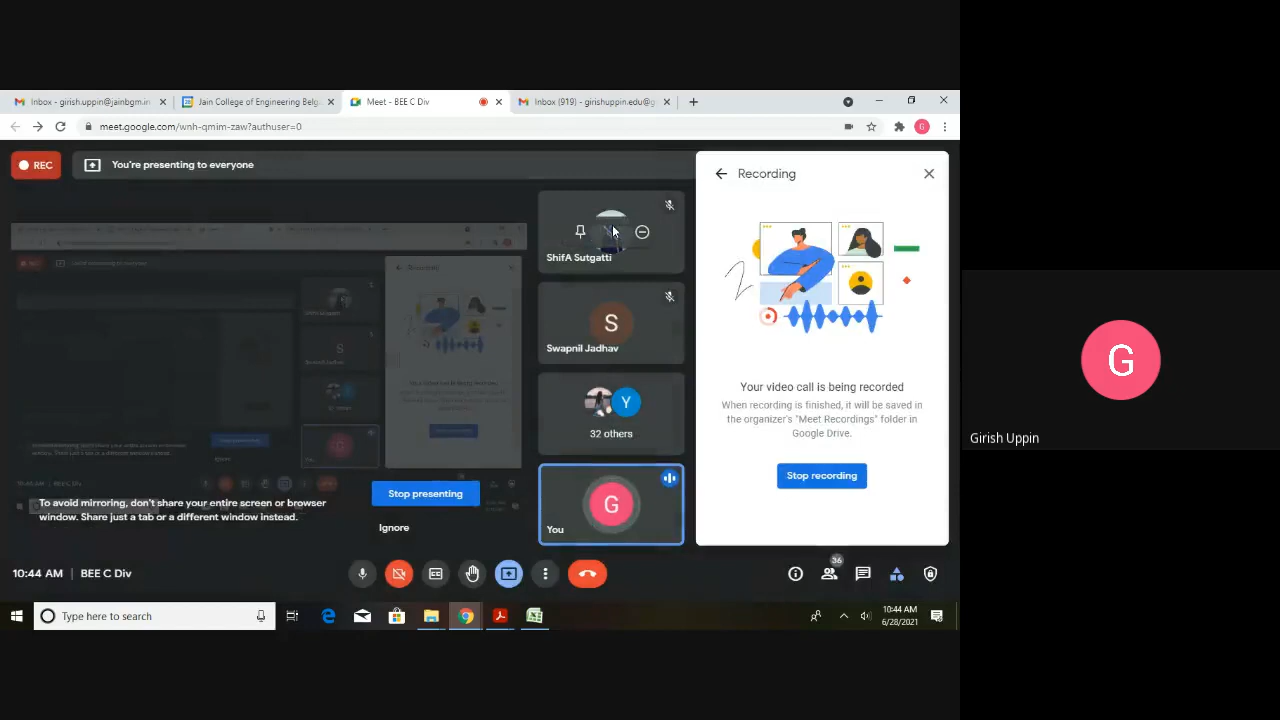 Inbox - girish.uppin@jainbgm.in
Jain College of Engineering Belg
Meet - BEE C Div
Inbox (919) - girishuppin.edu@g
meet.google.com/wnh-qmim-zaw?authuser=0
G
REC
You're presenting to everyone
Recording
ShifA Sutgatti
2
S
Swapnil Jadhav
Y
32 others
G
You
Your video call is being recorded
When recording is finished, it will be saved in
the organizer's "Meet Recordings" folder in
Google Drive.
Stop recording
To avoid mirroring, don't share your entire screen or browser
window. Share just a tab or a different window instead.
Stop presenting
Ignore
10:44 AM | BEE C Div
36
Type here to search
10:44 AM
6/28/2021
G
Girish Uppin